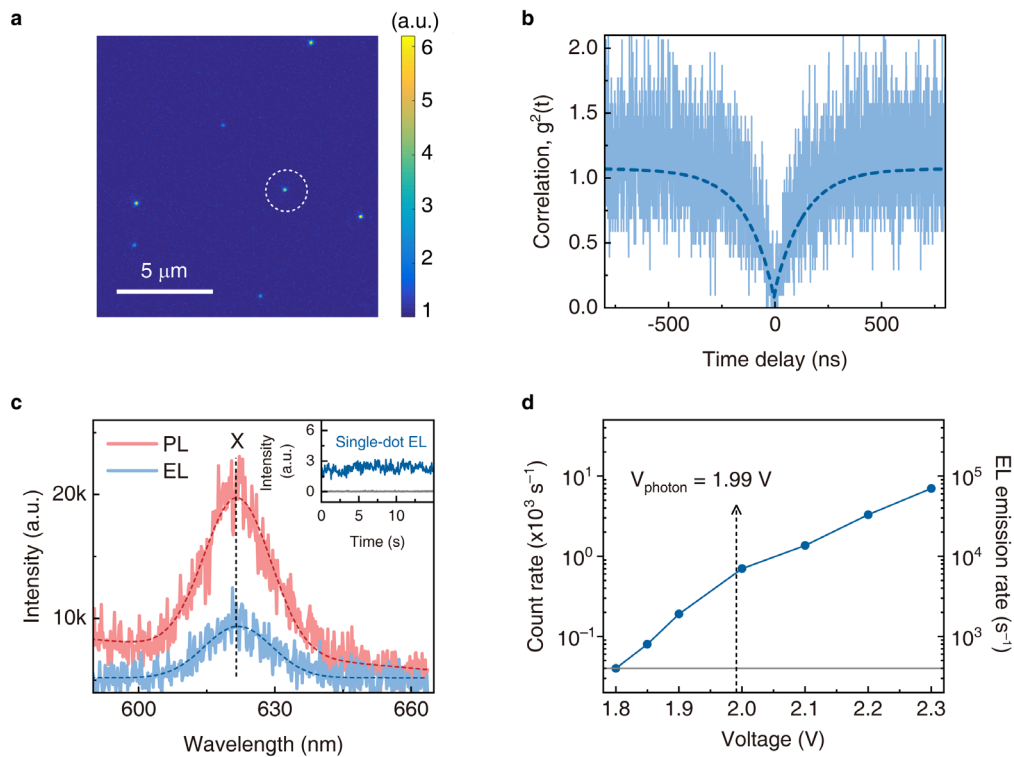 a
(a.u.)
6
5
4
3
2
1
5 μm
b
2.0
1.5
1.0
0.5
0.0
Correlation, g²(t)
-500
0
500
Time delay (ns)
c
PL
EL
X
20k
10k
Intensity (a.u.)
600
630
660
Wavelength (nm)
6
3
0
Intensity
(a.u.)
Single-dot EL
0
5
10
Time (s)
d
10¹
10⁰
10⁻¹
Count rate (x10³ s⁻¹)
V_photon = 1.99 V
10⁵
10⁴
10³
EL emission rate (s⁻¹)
1.8
1.9
2.0
2.1
2.2
2.3
Voltage (V)